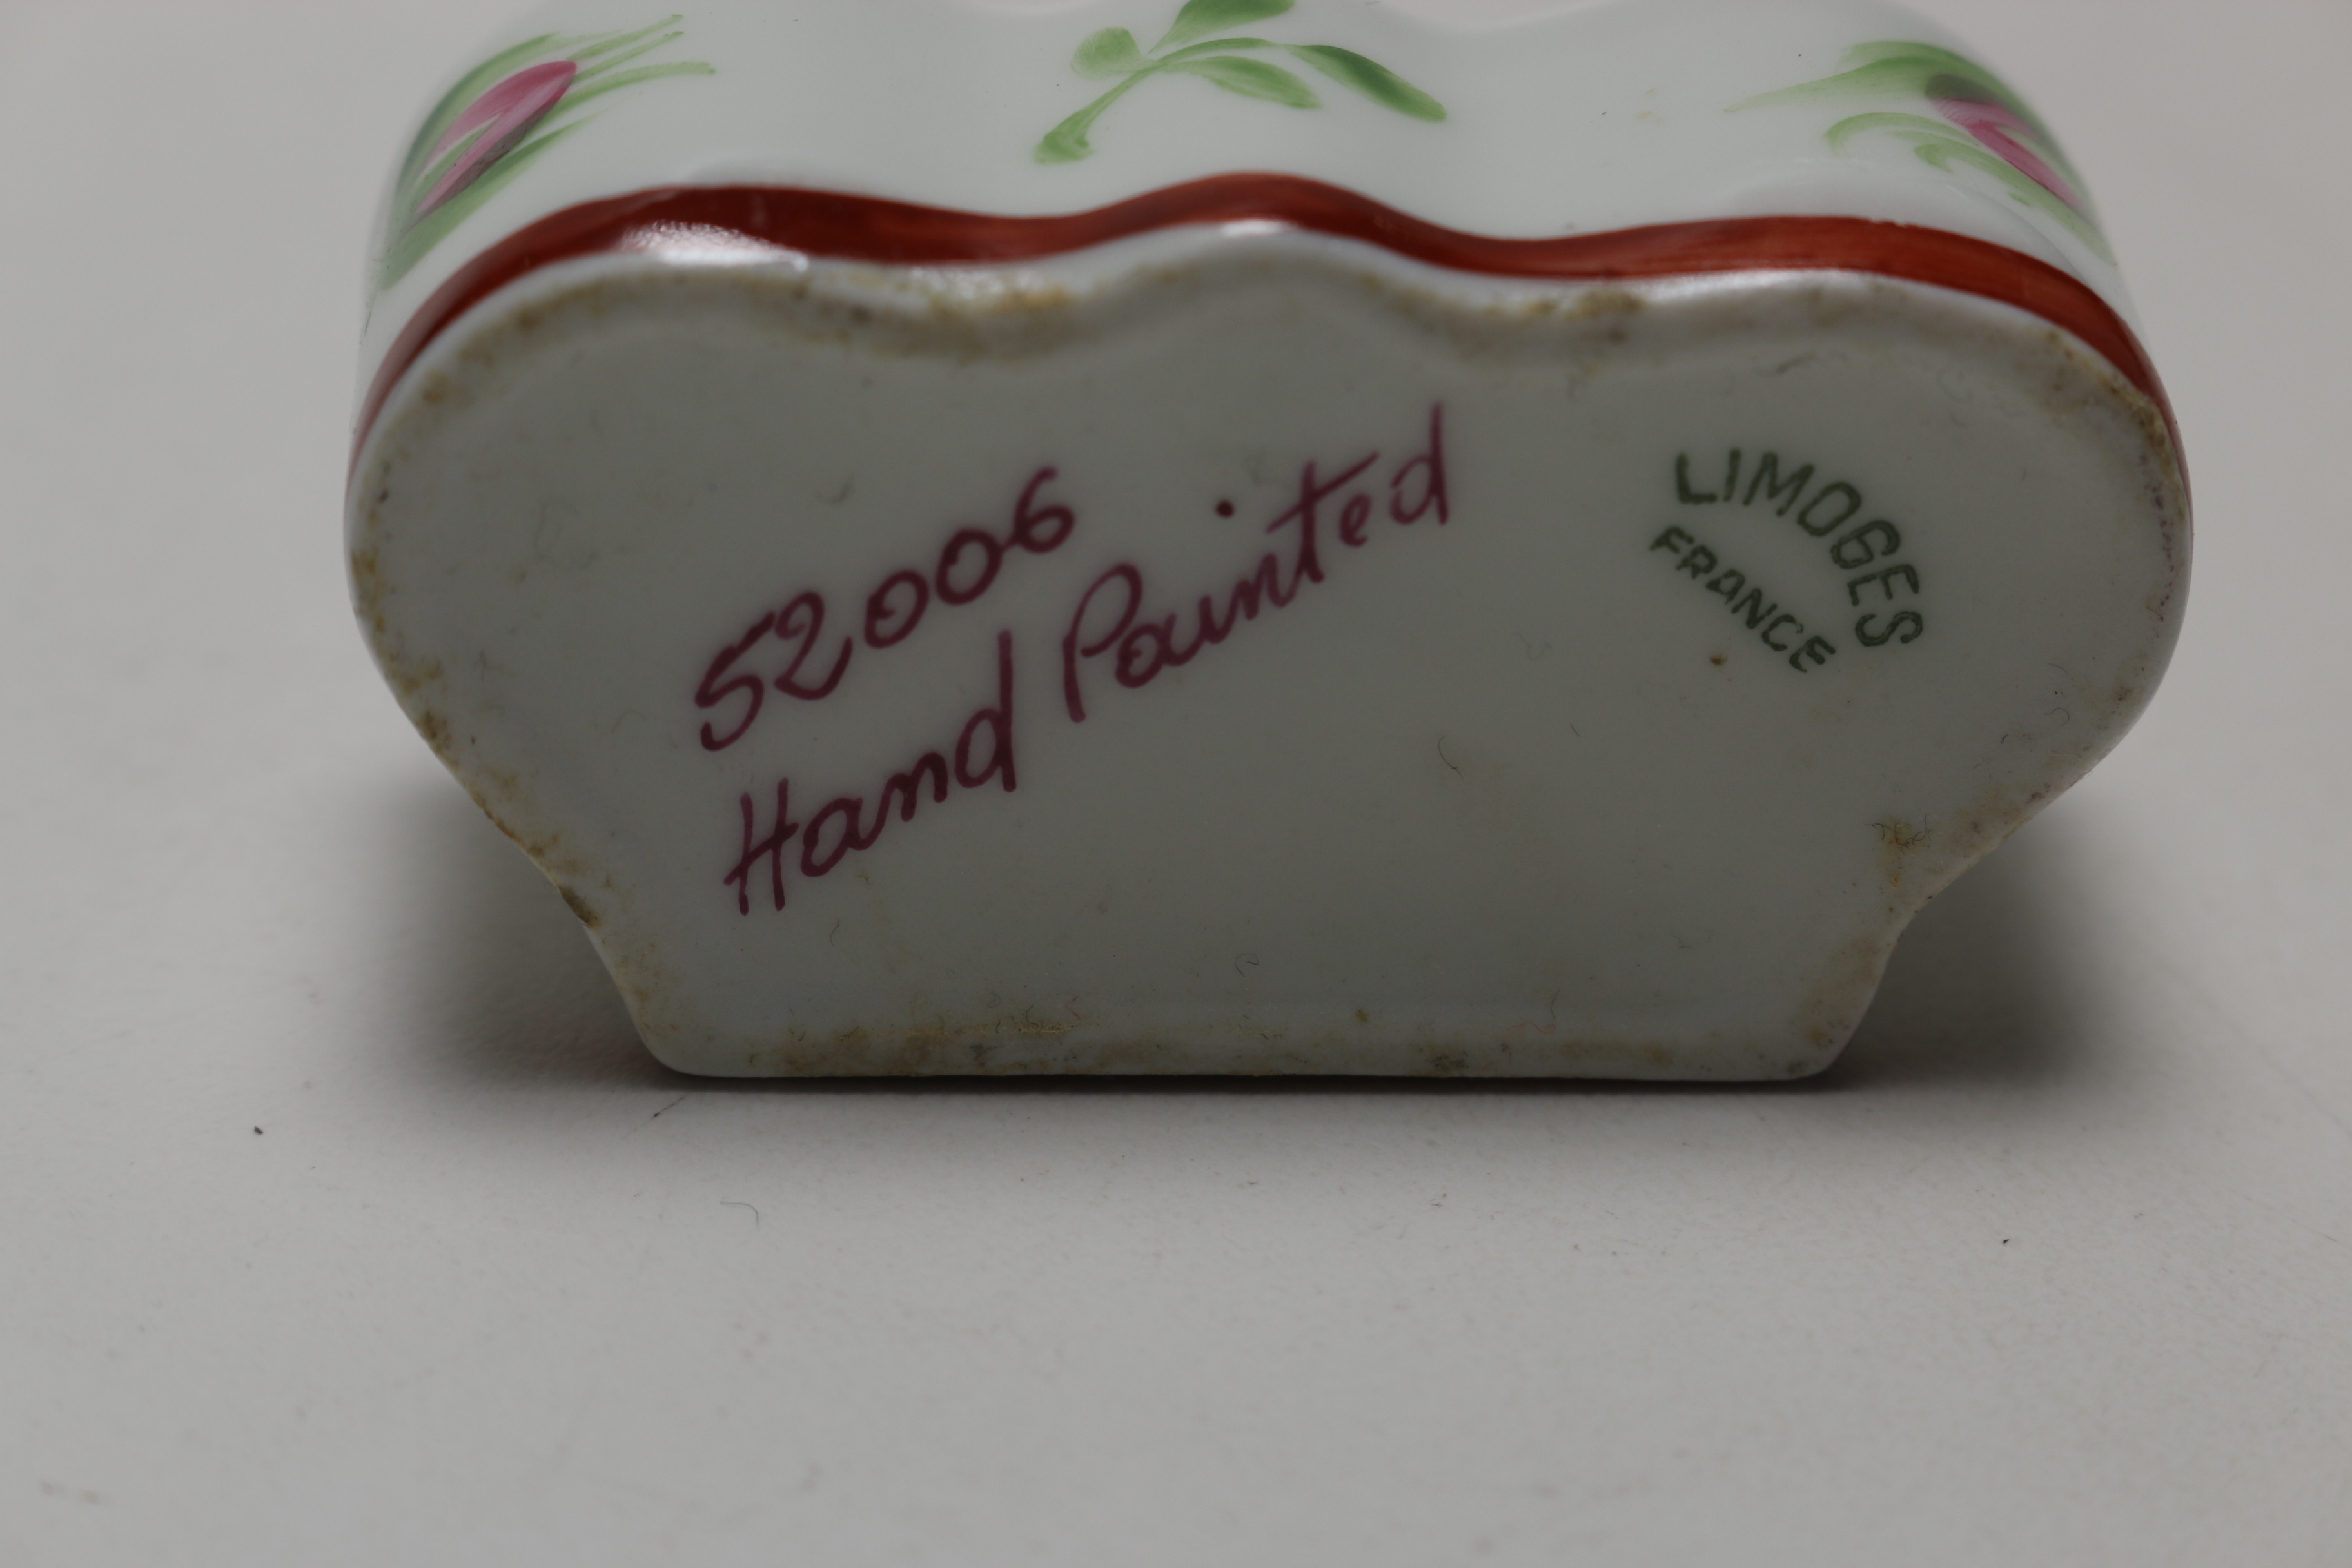 52006
Hand Painted
LIMOGES
FRANCE